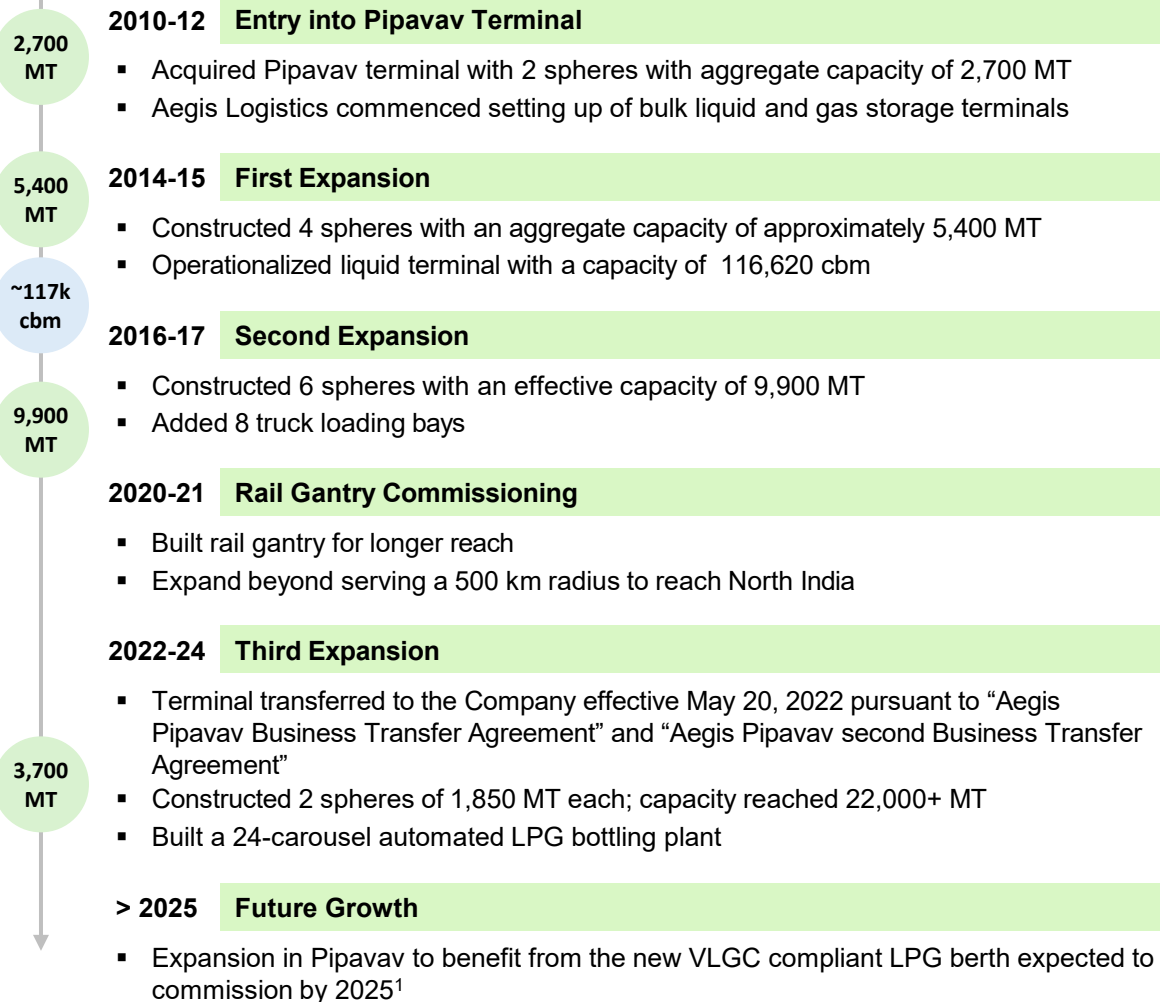 2,700
MT
2010-12 Entry into Pipavav Terminal
▪ Acquired Pipavav terminal with 2 spheres with aggregate capacity of 2,700 MT
▪ Aegis Logistics commenced setting up of bulk liquid and gas storage terminals
5,400
MT
2014-15 First Expansion
▪ Constructed 4 spheres with an aggregate capacity of approximately 5,400 MT
▪ Operationalized liquid terminal with a capacity of 116,620 cbm
~117k
cbm
2016-17 Second Expansion
▪ Constructed 6 spheres with an effective capacity of 9,900 MT
▪ Added 8 truck loading bays
9,900
MT
2020-21 Rail Gantry Commissioning
▪ Built rail gantry for longer reach
▪ Expand beyond serving a 500 km radius to reach North India
2022-24 Third Expansion
▪ Terminal transferred to the Company effective May 20, 2022 pursuant to “Aegis
Pipavav Business Transfer Agreement” and “Aegis Pipavav second Business Transfer
Agreement”
3,700
MT
▪ Constructed 2 spheres of 1,850 MT each; capacity reached 22,000+ MT
▪ Built a 24-carousel automated LPG bottling plant
> 2025 Future Growth
▪ Expansion in Pipavav to benefit from the new VLGC compliant LPG berth expected to
commission by 2025¹